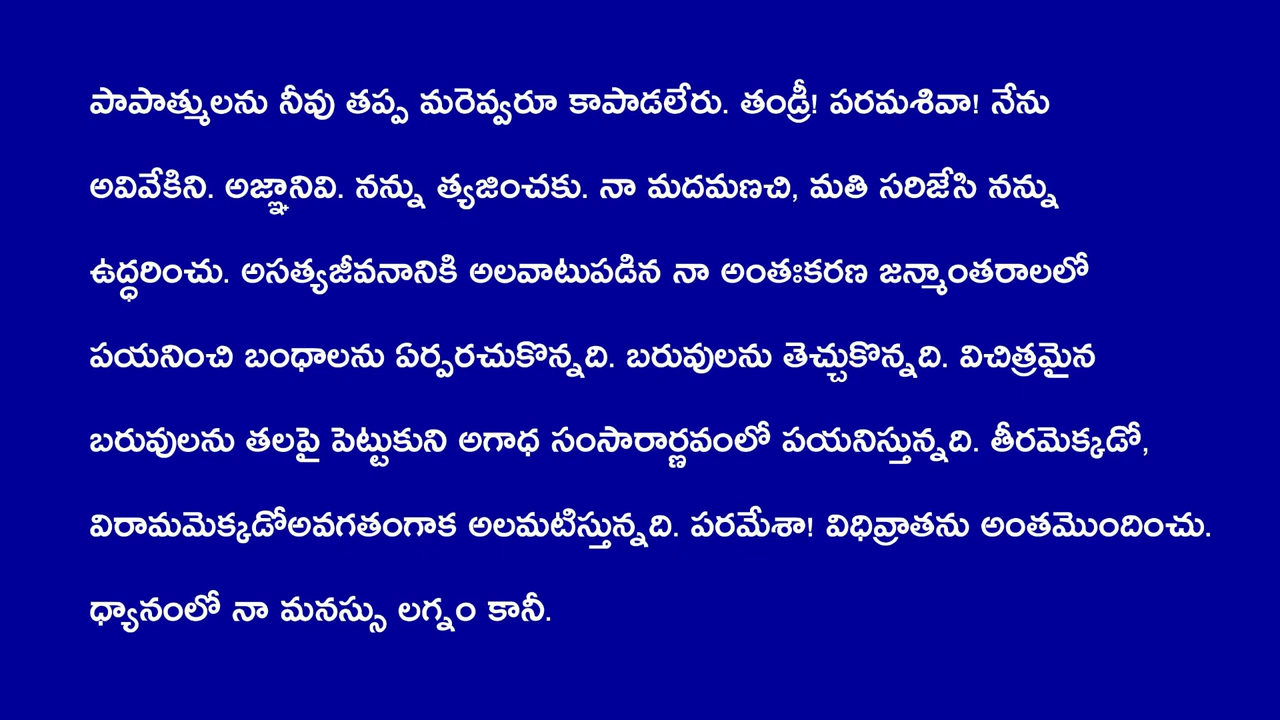 పాపాత్ములను నీవు తప్ప మరెవ్వరూ కాపాడలేరు. తండ్రీ! పరమశివా! నేను
అవివేకిని. అజ్ఞానివి. నన్ను త్యజించకు. నా మదమణచి, మతి సరిజేసి నన్ను
ఉద్ధరించు. అసత్యజీవనానికి అలవాటుపడిన నా అంతఃకరణ జన్మాంతరాలలో
పయనించి బంధాలను ఏర్పరచుకొన్నది. బరువులను తెచ్చుకొన్నది. విచిత్రమైన
బరువులను తలపై పెట్టుకుని అగాధ సంసారార్ణవంలో పయనిస్తున్నది. తీరమెక్కడో,
విరామమెక్కడోఅవగతంగాక అలమటిస్తున్నది. పరమేశా! విధివ్రాతను అంతమొందించు.
ధ్యానంలో నా మనస్సు లగ్నం కానీ.